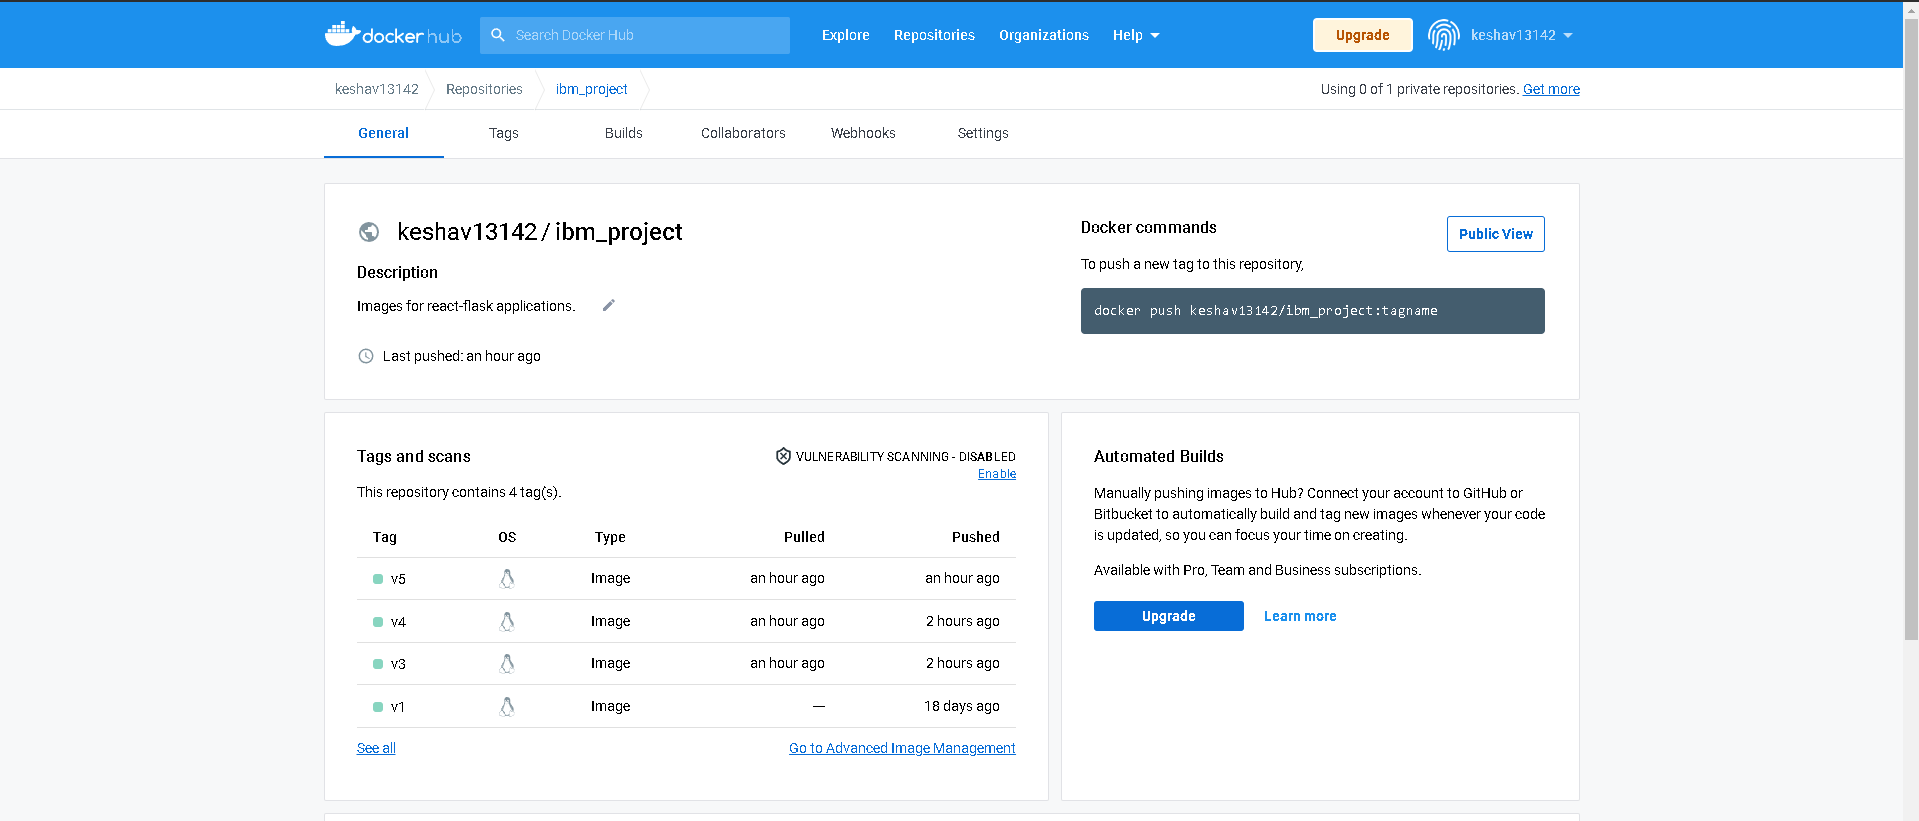 docker hub
Search Docker Hub
Explore
Repositories
Organizations
Help
Upgrade
keshav13142
keshav13142
Repositories
ibm_project
Using 0 of 1 private repositories. Get more
General
Tags
Builds
Collaborators
Webhooks
Settings
keshav13142 / ibm_project
Description
Images for react-flask applications.
Last pushed: an hour ago
Docker commands
Public View
To push a new tag to this repository,
docker push keshav13142/ibm_project:tagname
Tags and scans
VULNERABILITY SCANNING - DISABLED
Enable
This repository contains 4 tag(s).
Tag OS Type Pulled Pushed
v5 Image an hour ago an hour ago
v4 Image an hour ago 2 hours ago
v3 Image an hour ago 2 hours ago
v1 Image — 18 days ago
See all
Go to Advanced Image Management
Automated Builds
Manually pushing images to Hub? Connect your account to GitHub or
Bitbucket to automatically build and tag new images whenever your code
is updated, so you can focus your time on creating.
Available with Pro, Team and Business subscriptions.
Upgrade
Learn more